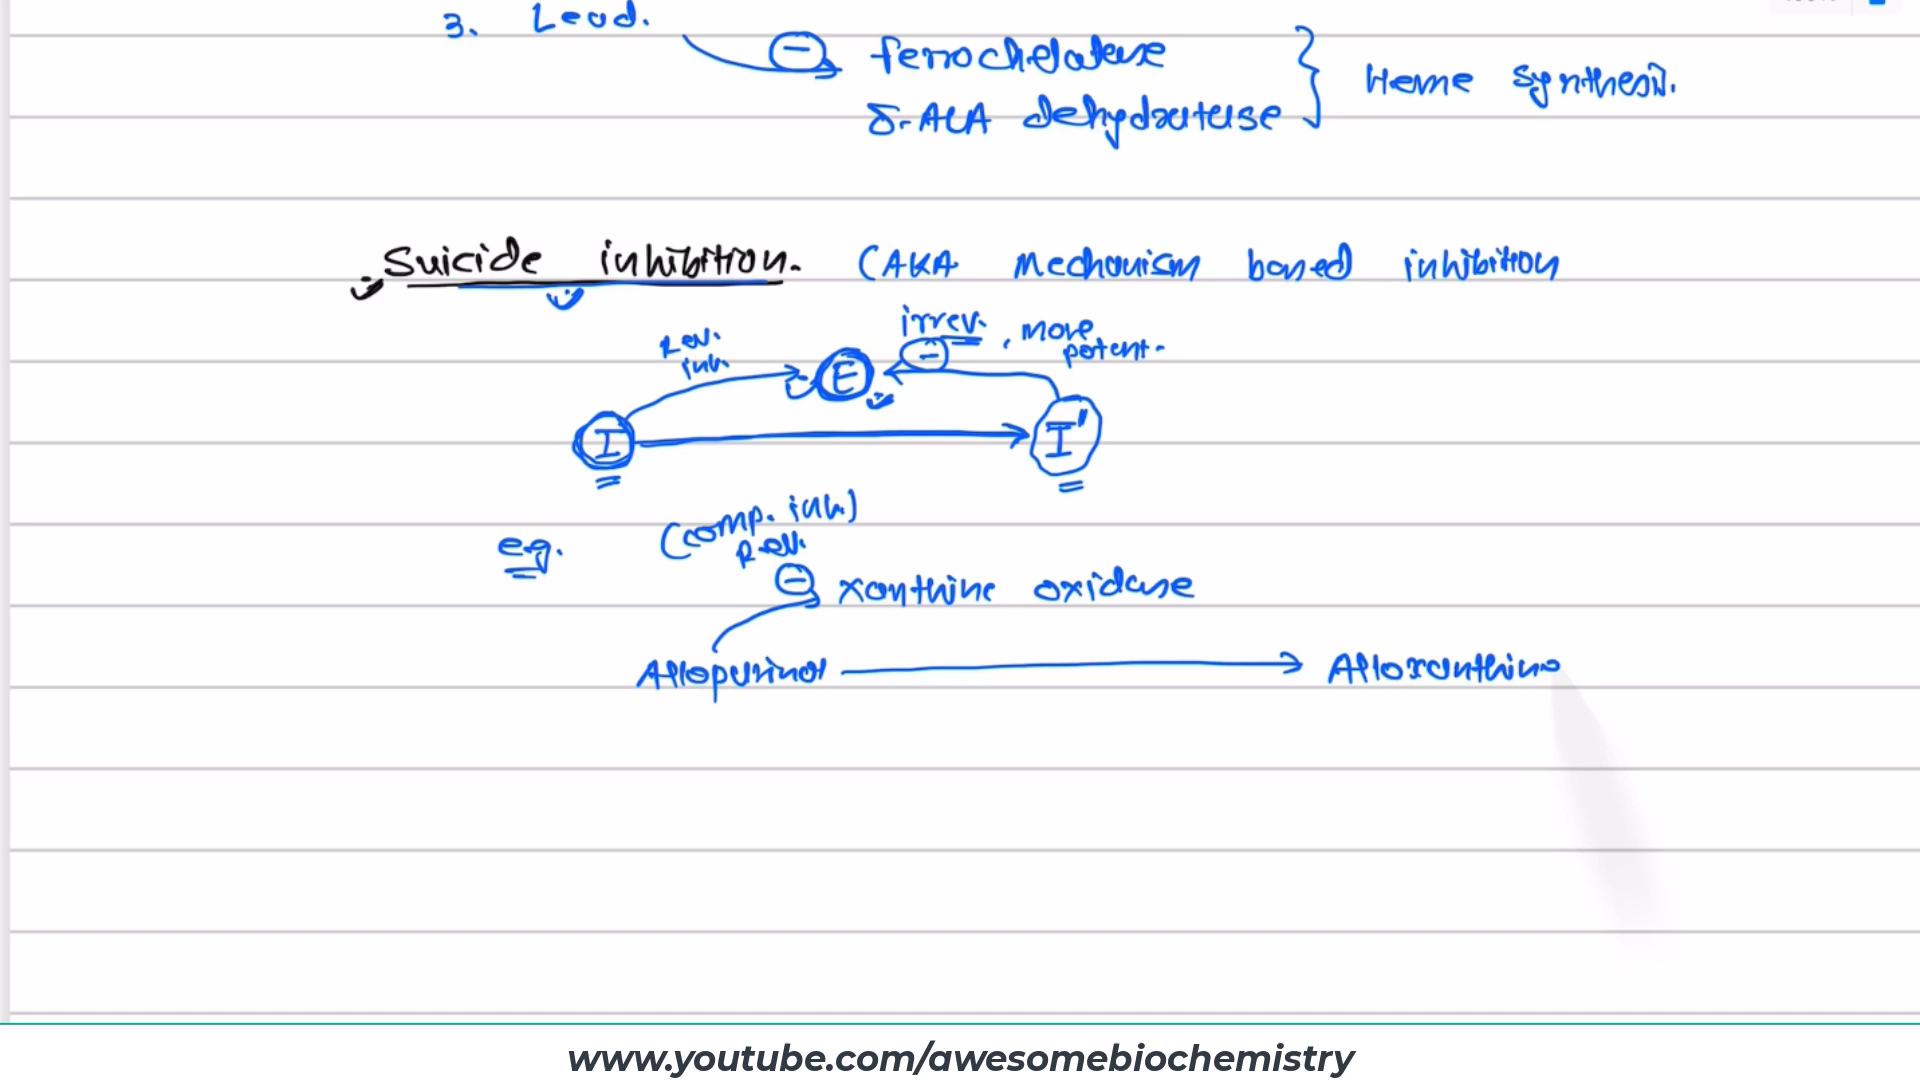 3. Lead.
⊖ ferrochelatase
δ-ALA dehydratase } Heme synthesis.
Suicide inhibition. (AKA Mechanism based inhibition
Rev. inh.
E
⊖
irrev. , more potent.
I
I"
e.g.
(comp. inh)
Rev.
⊖ xanthine oxidase
Allopurinol → Alloxanthine
www.youtube.com/awesomebiochemistry